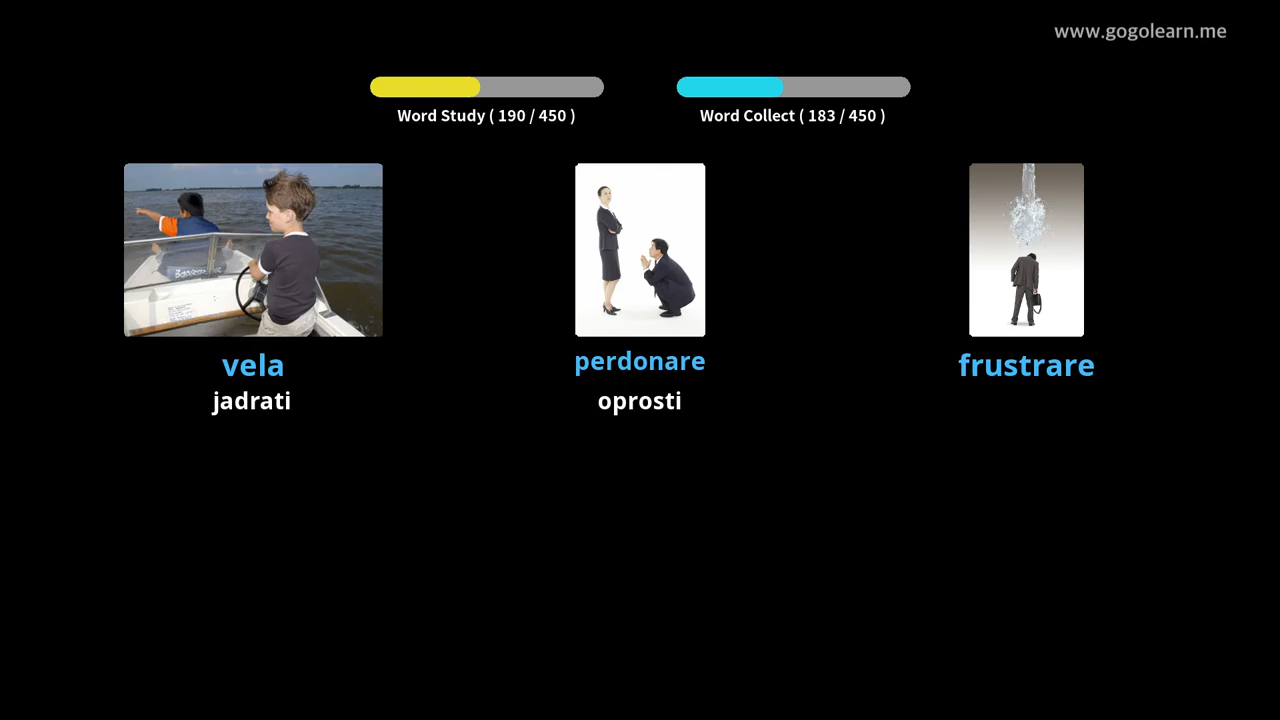 www.gogolearn.me
Word Study ( 190 / 450 )
Word Collect ( 183 / 450 )
vela
perdonare
frustrare
jadrati
oprosti